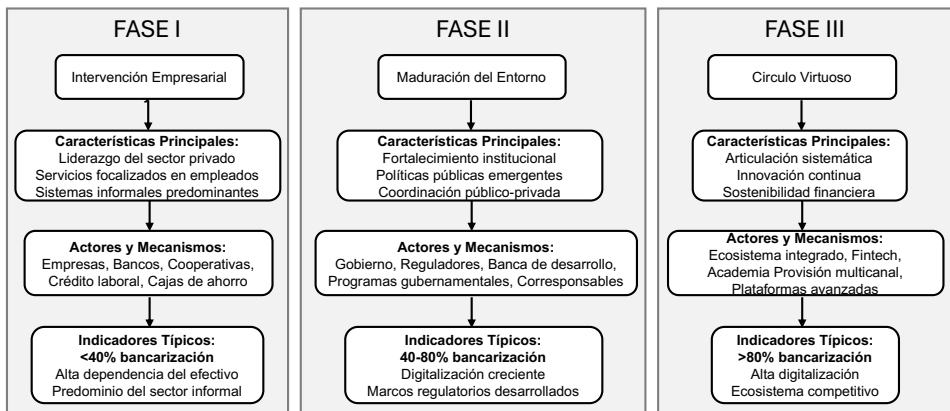 FASE I
Intervención Empresarial
Características Principales:
Liderazgo del sector privado
Servicios focalizados en empleados
Sistemas informales predominantes
Actores y Mecanismos:
Empresas, Bancos, Cooperativas,
Crédito laboral, Cajas de ahorro
Indicadores Típicos:
<40% bancarización
Alta dependencia del efectivo
Predominio del sector informal
FASE II
Maduración del Entorno
Características Principales:
Fortalecimiento institucional
Políticas públicas emergentes
Coordinación público-privada
Actores y Mecanismos:
Gobierno, Reguladores, Banca de desarrollo,
Programas gubernamentales, Corresponsables
Indicadores Típicos:
40-80% bancarización
Digitalización creciente
Marcos regulatorios desarrollados
FASE III
Circulo Virtuoso
Características Principales:
Articulación sistemática
Innovación continua
Sostenibilidad financiera
Actores y Mecanismos:
Ecosistema integrado, Fintech,
Academia Provisión multicanal,
Plataformas avanzadas
Indicadores Típicos:
>80% bancarización
Alta digitalización
Ecosistema competitivo